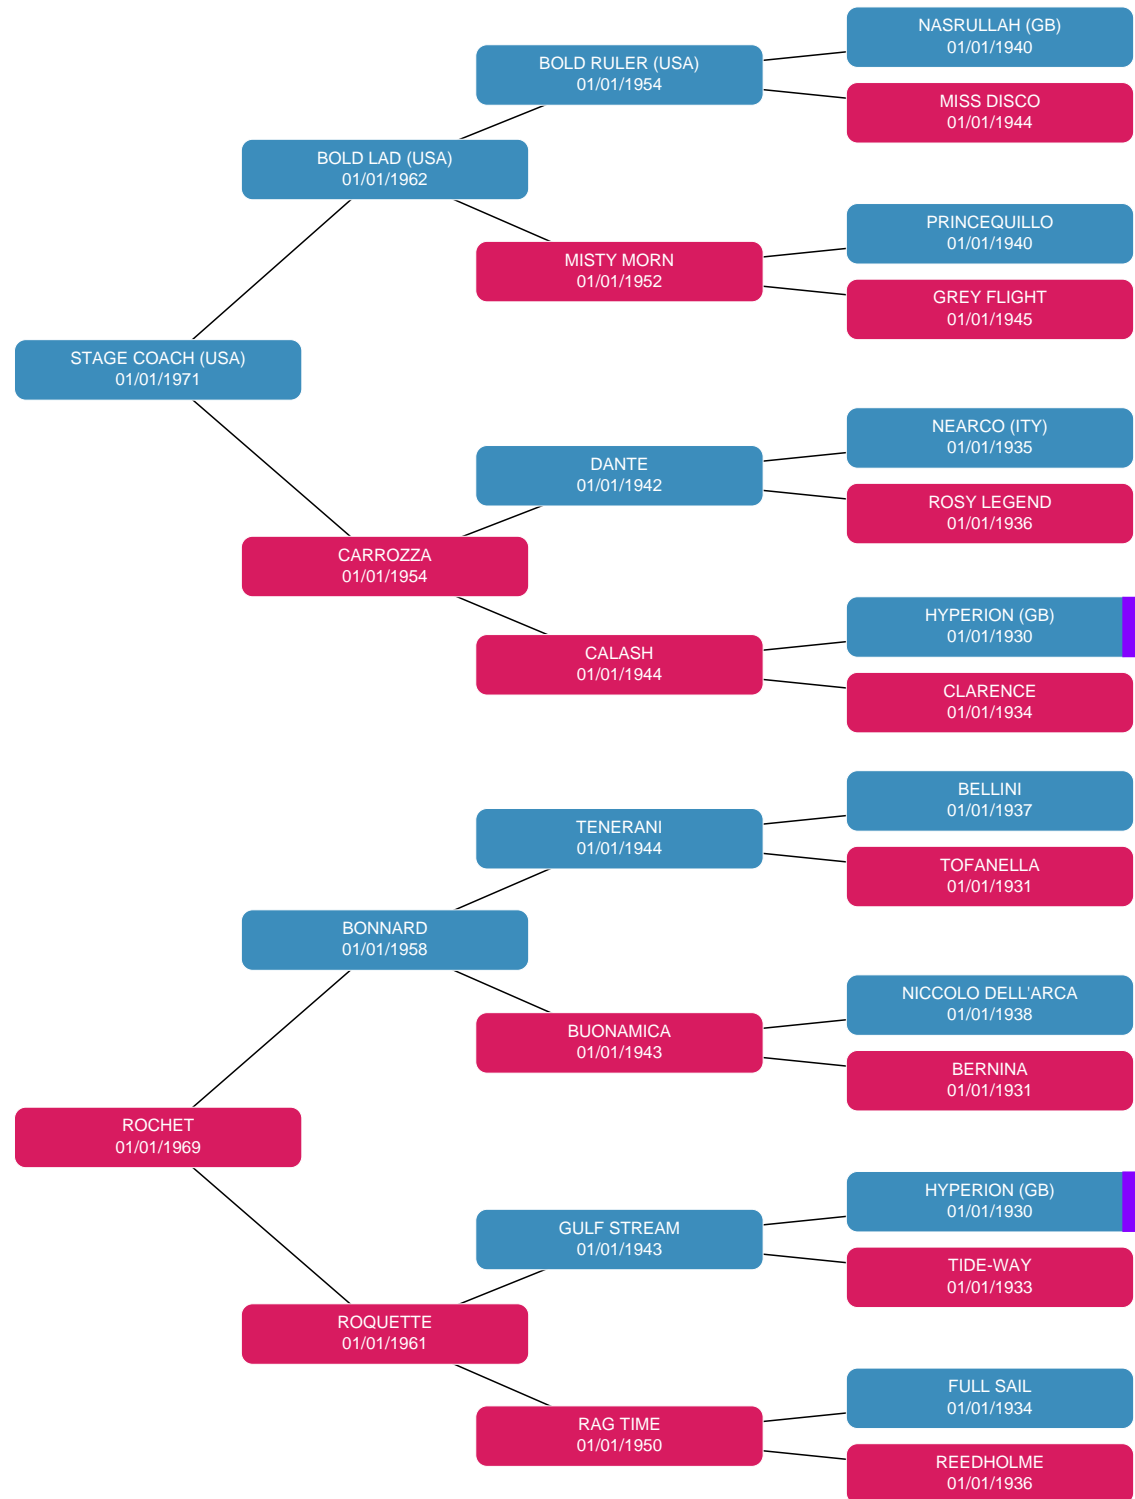 NASRULLAH (GB)
01/01/1940
BOLD RULER (USA)
01/01/1954
MISS DISCO
01/01/1944
BOLD LAD (USA)
01/01/1962
PRINCEQUILLO
01/01/1940
MISTY MORN
01/01/1952
GREY FLIGHT
01/01/1945
STAGE COACH (USA)
01/01/1971
NEARCO (ITY)
01/01/1935
DANTE
01/01/1942
ROSY LEGEND
01/01/1936
CARROZZA
01/01/1954
HYPERION (GB)
01/01/1930
CALASH
01/01/1944
CLARENCE
01/01/1934
BELLINI
01/01/1937
TENERANI
01/01/1944
TOFANELLA
01/01/1931
BONNARD
01/01/1958
NICCOLO DELL'ARCA
01/01/1938
BUONAMICA
01/01/1943
BERNINA
01/01/1931
ROCHET
01/01/1969
HYPERION (GB)
01/01/1930
GULF STREAM
01/01/1943
TIDE-WAY
01/01/1933
ROQUETTE
01/01/1961
FULL SAIL
01/01/1934
RAG TIME
01/01/1950
REEDHOLME
01/01/1936